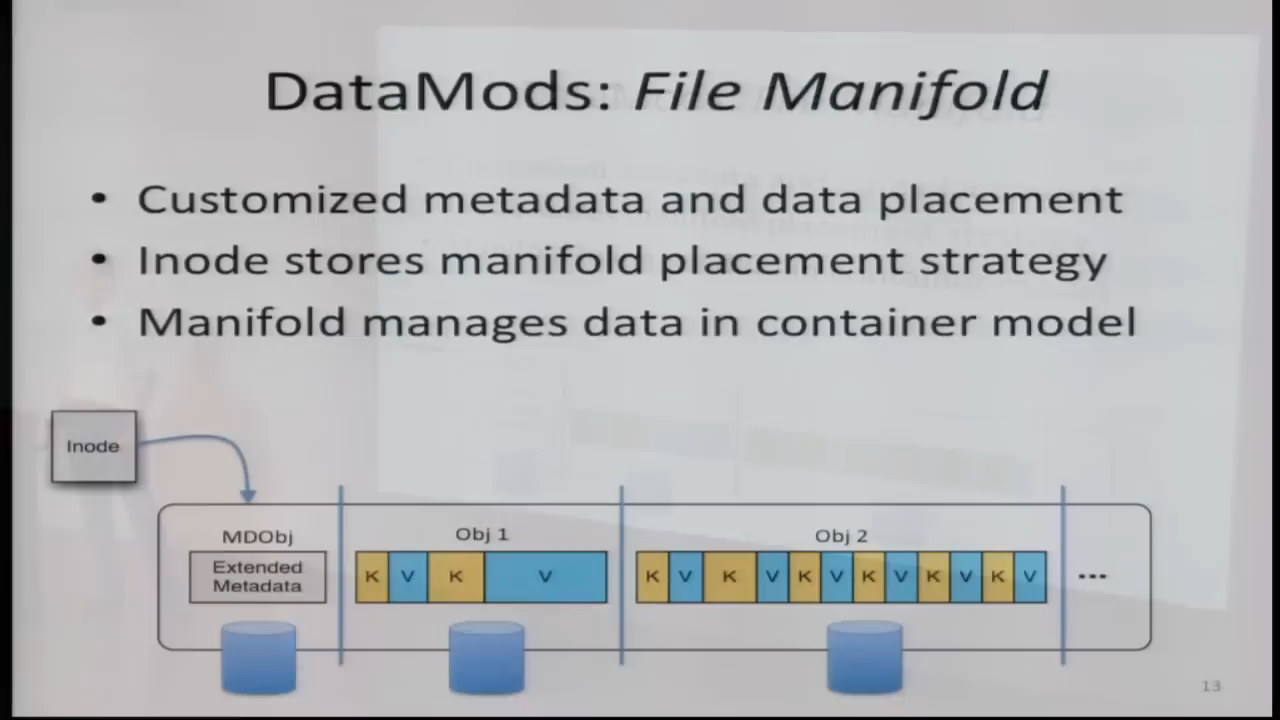 DataMods: File Manifold
• Customized metadata and data placement
• Inode stores manifold placement strategy
• Manifold manages data in container model
Inode
MDObj
Obj 1
Obj 2
Extended
Metadata
K V K V
K V K V K V K V K V K V
...
13